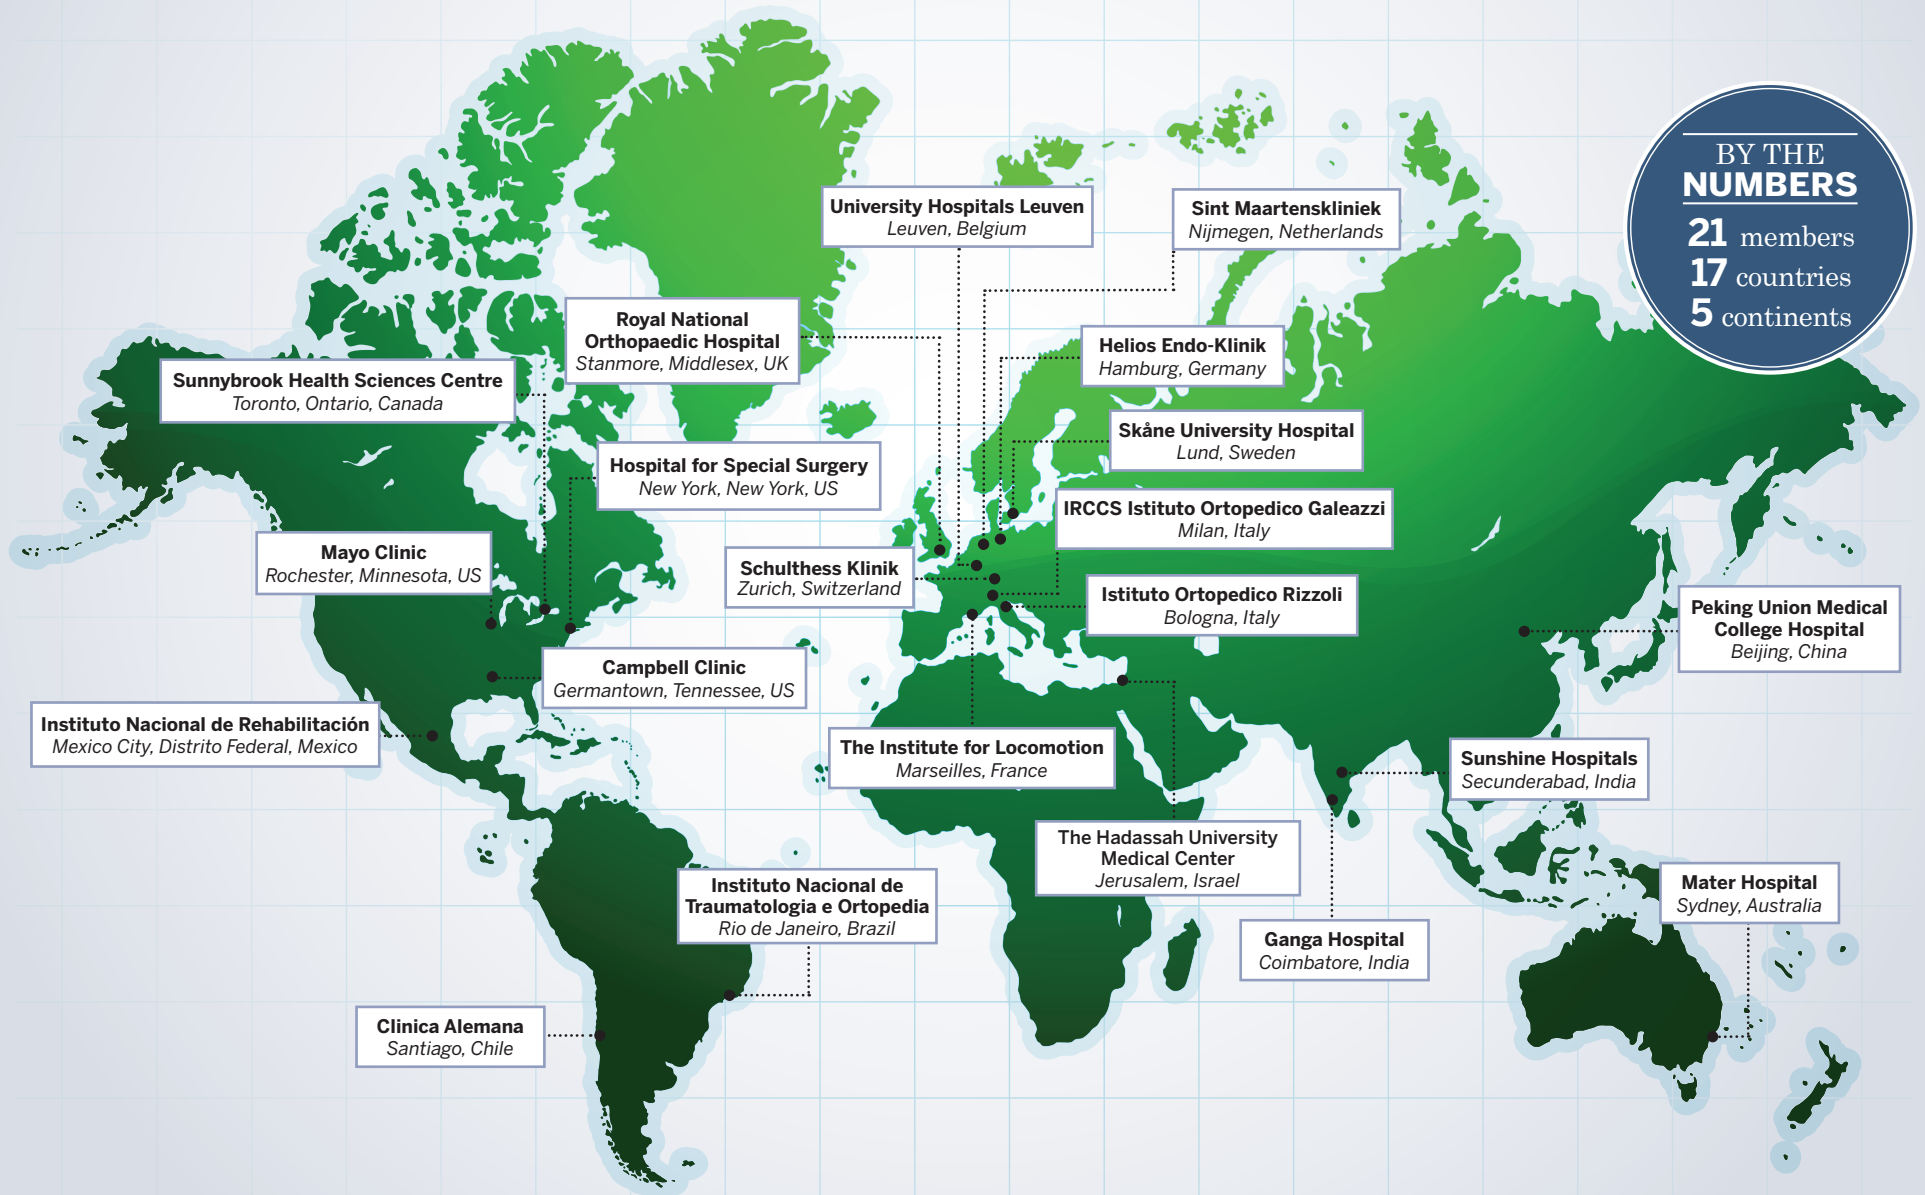 BY THE
NUMBERS
21 members
17 countries
5 continents
University Hospitals Leuven
Leuven, Belgium
Sint Maartenskliniek
Nijmegen, Netherlands
Royal National
Orthopaedic Hospital
Stanmore, Middlesex, UK
Helios Endo-Klinik
Hamburg, Germany
Sunnybrook Health Sciences Centre
Toronto, Ontario, Canada
Skåne University Hospital
Lund, Sweden
Hospital for Special Surgery
New York, New York, US
IRCCS Istituto Ortopedico Galeazzi
Milan, Italy
Mayo Clinic
Rochester, Minnesota, US
Schulthess Klinik
Zurich, Switzerland
Istituto Ortopedico Rizzoli
Bologna, Italy
Peking Union Medical
College Hospital
Beijing, China
Campbell Clinic
Germantown, Tennessee, US
Instituto Nacional de Rehabilitación
Mexico City, Distrito Federal, Mexico
The Institute for Locomotion
Marseilles, France
Sunshine Hospitals
Secunderabad, India
The Hadassah University
Medical Center
Jerusalem, Israel
Instituto Nacional de
Traumatologia e Ortopedia
Rio de Janeiro, Brazil
Mater Hospital
Sydney, Australia
Ganga Hospital
Coimbatore, India
Clinica Alemana
Santiago, Chile